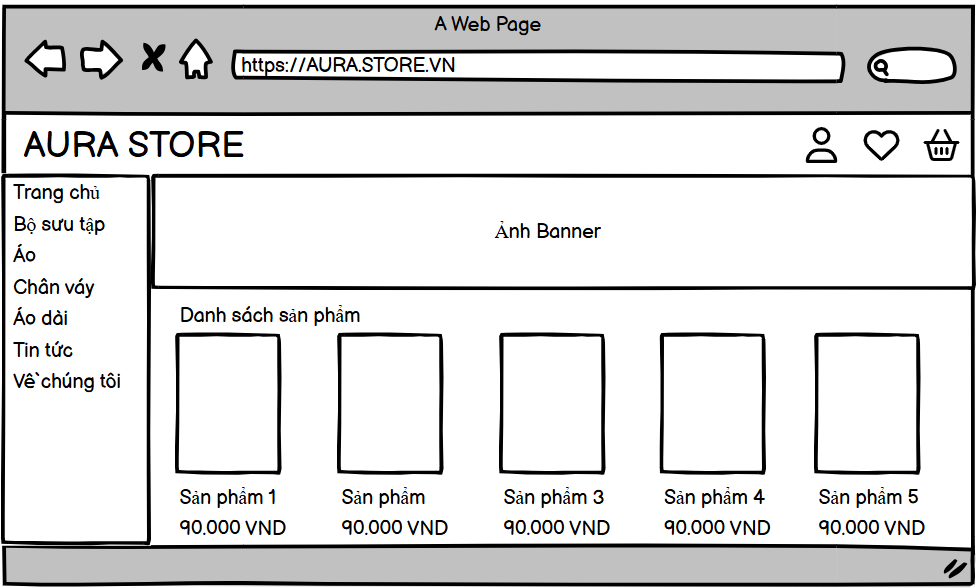 A Web Page
https://AURA.STORE.VN
AURA STORE
Trang chủ
Bộ sưu tập
Áo
Chân váy
Áo dài
Tin tức
Về chúng tôi
Ảnh Banner
Danh sách sản phẩm
Sản phẩm 1
90.000 VND
Sản phẩm
90.000 VND
Sản phẩm 3
90.000 VND
Sản phẩm 4
90.000 VND
Sản phẩm 5
90.000 VND